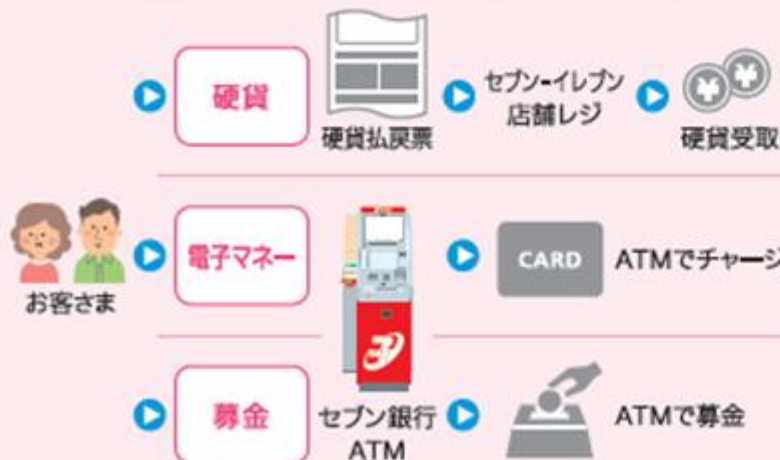 硬貨
硬貨払戻票
セブン-イレブン
店舗レジ
硬貨受取
お客さま
電子マネー
CARD
ATMでチャージ
募金
セブン銀行
ATM
ATMで募金